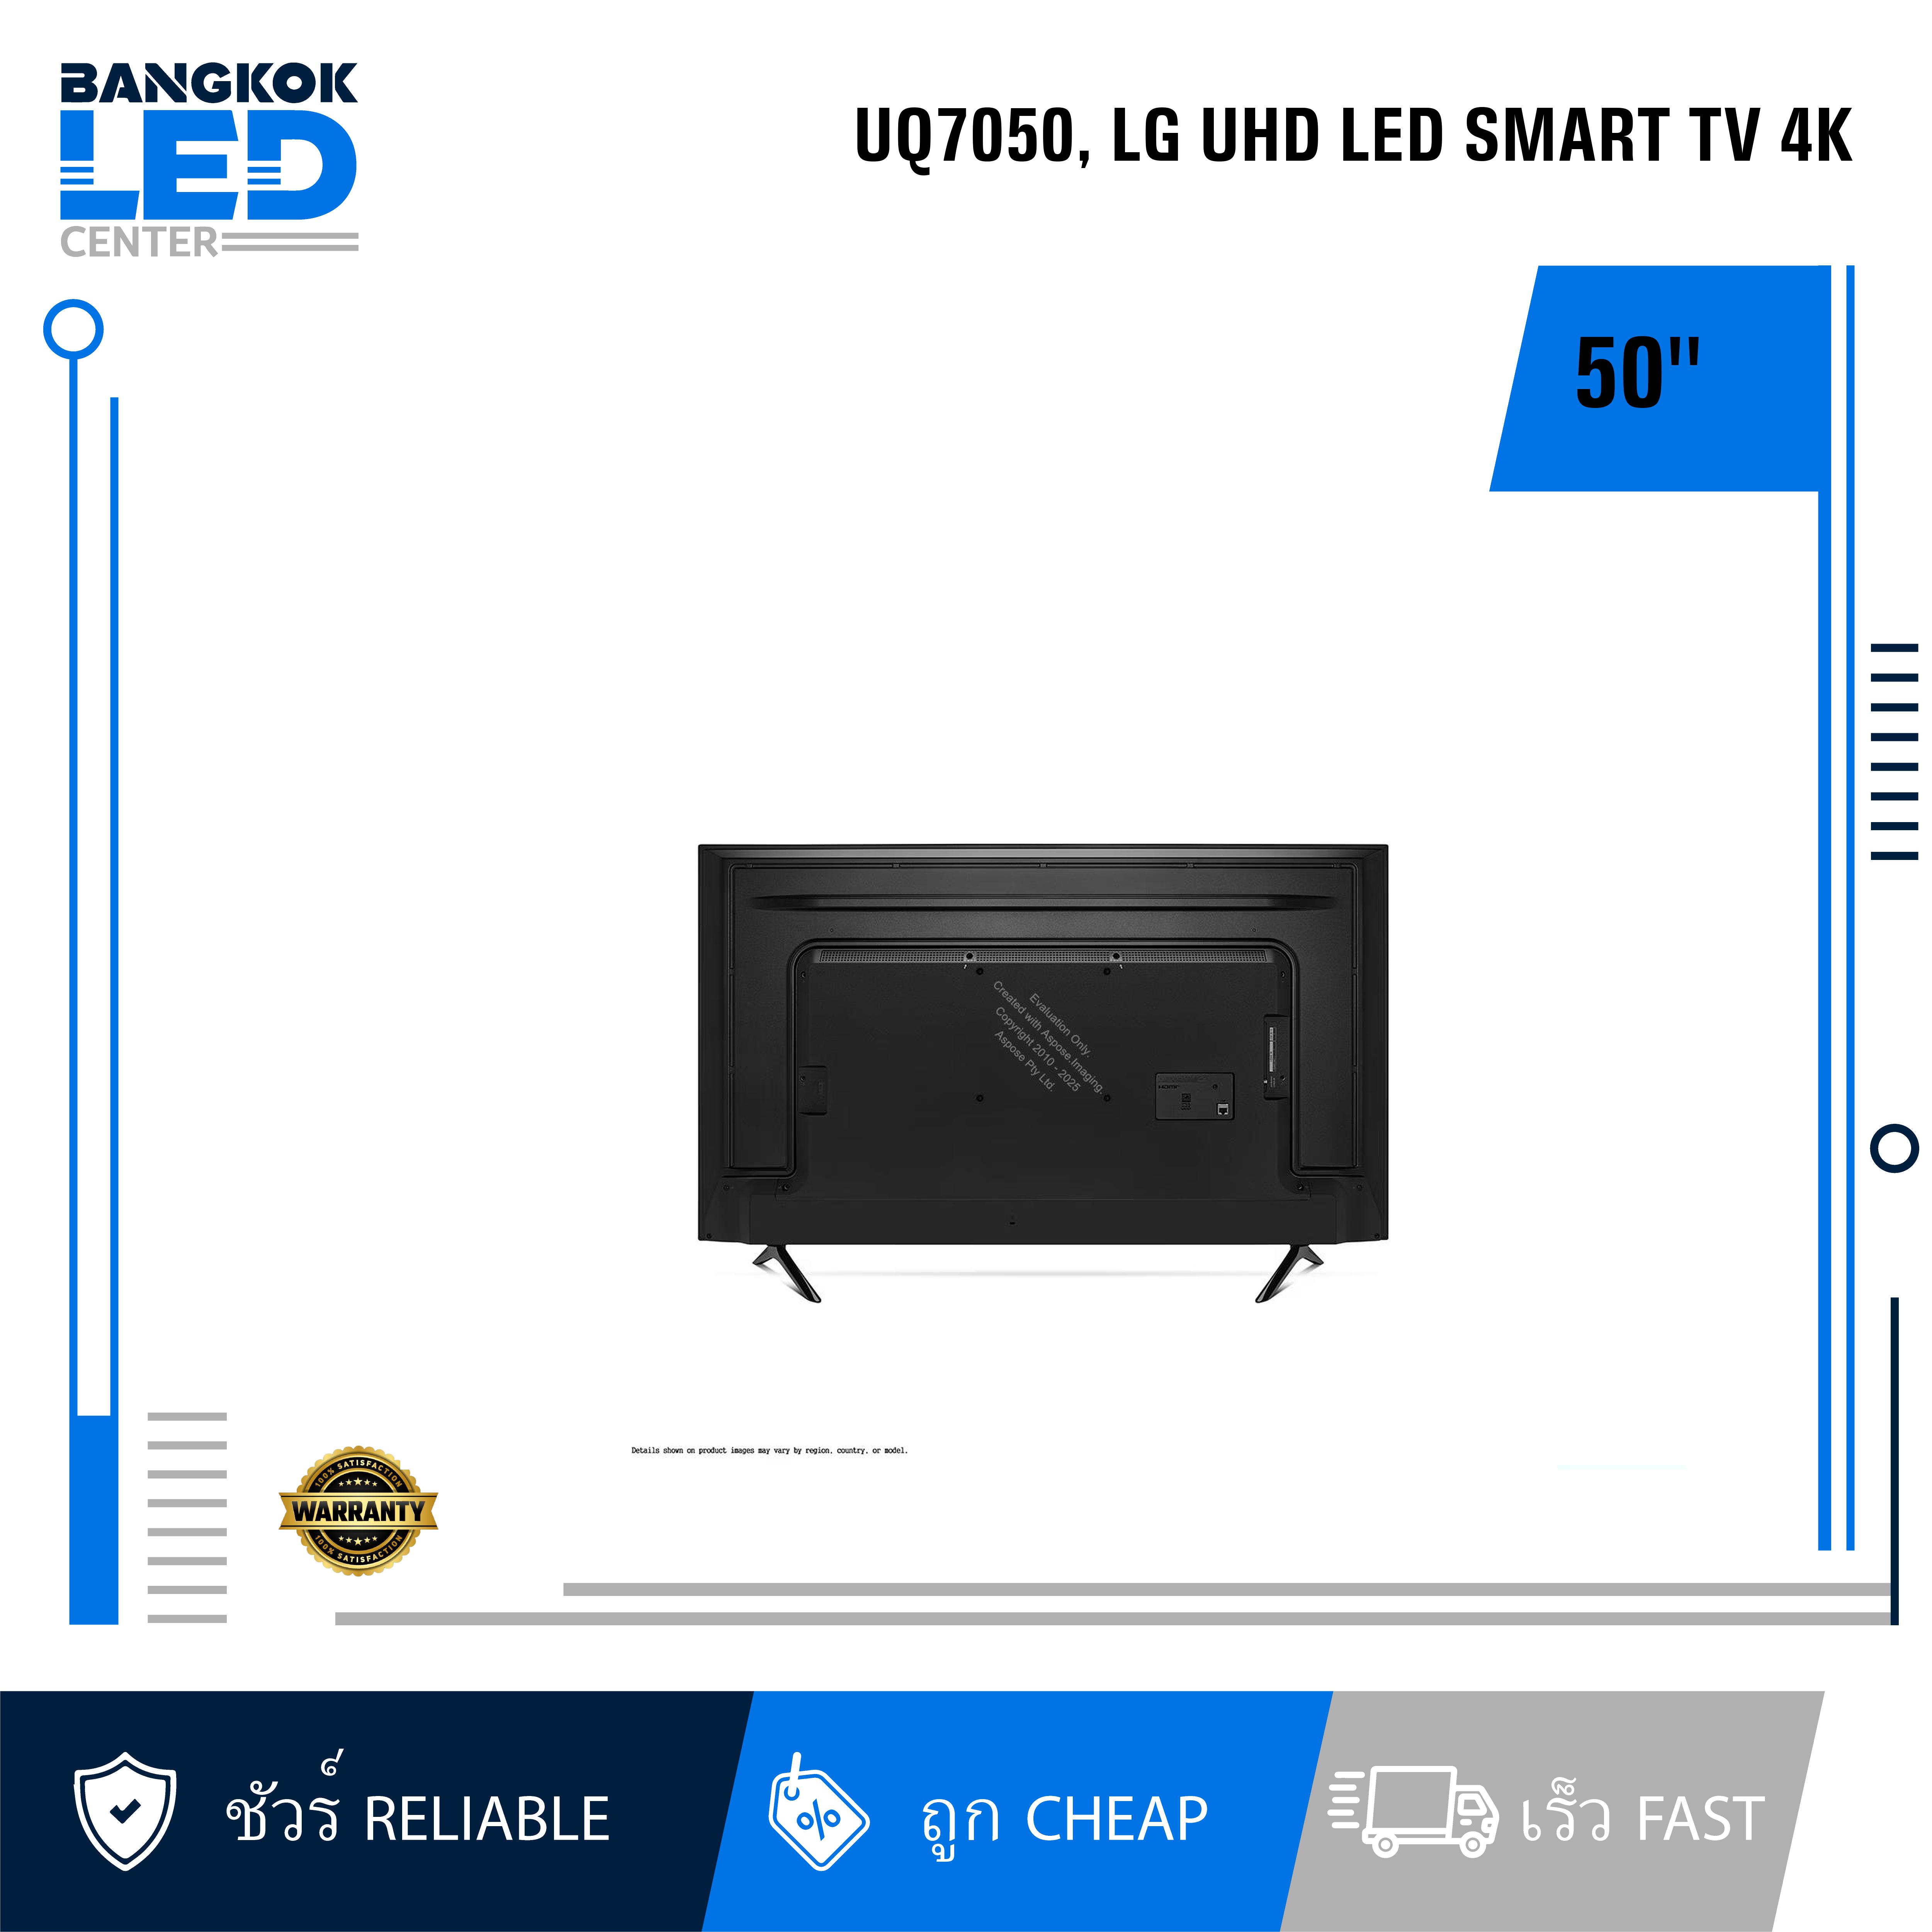 BANGKOK
LED
CENTER
UQ7050, LG UHD LED SMART TV 4K
50"
Evaluation Only.
Created with Aspose.Imaging.
Copyright 2010 - 2025
Aspose Pty Ltd.
HDMI
Details shown on product images may vary by region, country, or model.
100% SATISFACTION
WARRANTY
100% SATISFACTION
ชัวร์ RELIABLE
%
ถูก CHEAP
เร็ว FAST